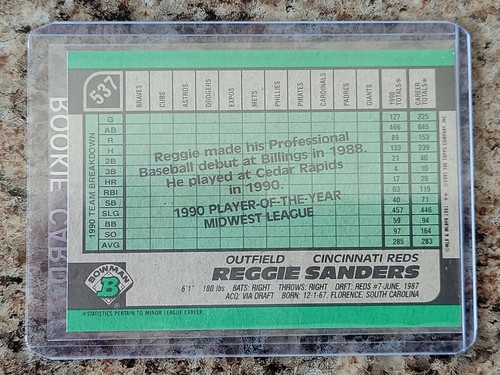 ROOKIE CARD
537
BRAVES
CUBS
ASTROS
DODGERS
EXPOS
METS
PHILLIES
PIRATES
CARDINALS
PADRES
GIANTS
1990 TOTALS*
CAREER TOTALS*
1990 TEAM BREAKDOWN
G 127 225
AB 466 845
R 89 153
H 133 239
2B 21 40
3B 4 10
HR 17 26
RBI 63 119
SB 40 71
SLG .457 .446
BB 59 94
SO 97 164
AVG .285 .283
Reggie made his Professional
Baseball debut at Billings in 1988.
He played at Cedar Rapids
in 1990.
1990 PLAYER-OF-THE-YEAR
MIDWEST LEAGUE
OUTFIELD CINCINNATI REDS
REGGIE SANDERS
6'1" 180 lbs BATS: RIGHT THROWS: RIGHT DRFT: REDS #7-JUNE, 1987
ACQ: VIA DRAFT BORN: 12-1-67, FLORENCE, SOUTH CAROLINA
BOWMAN
B
*STATISTICS PERTAIN TO MINOR LEAGUE CAREER.